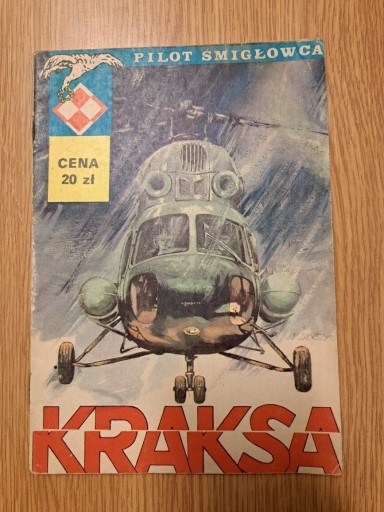 PILOT ŚMIGŁOWCA
CENA
20 zł
KRAKSA